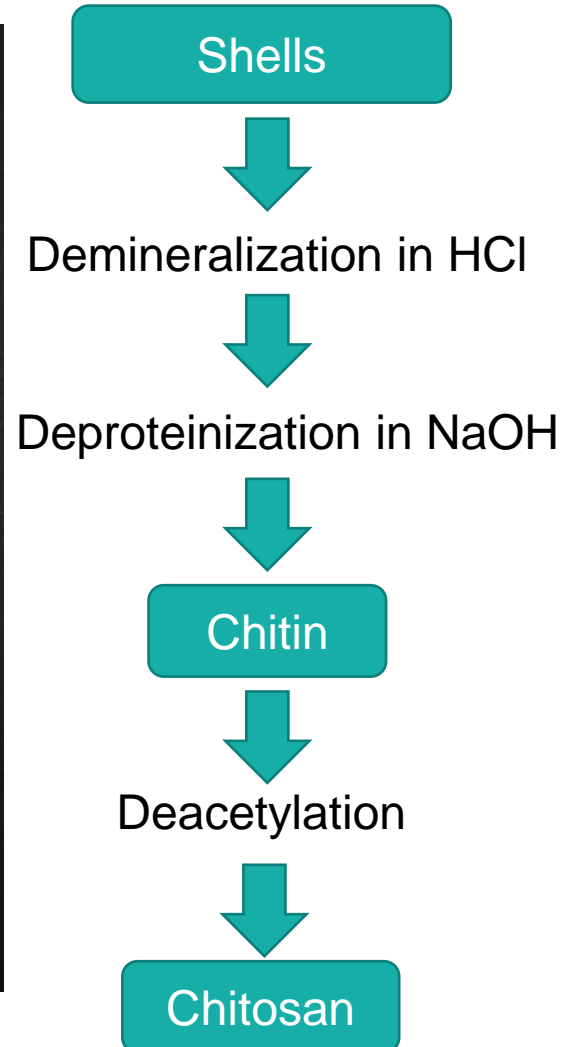 Shells
Demineralization in HCl
Deproteinization in NaOH
Chitin
Deacetylation
Chitosan